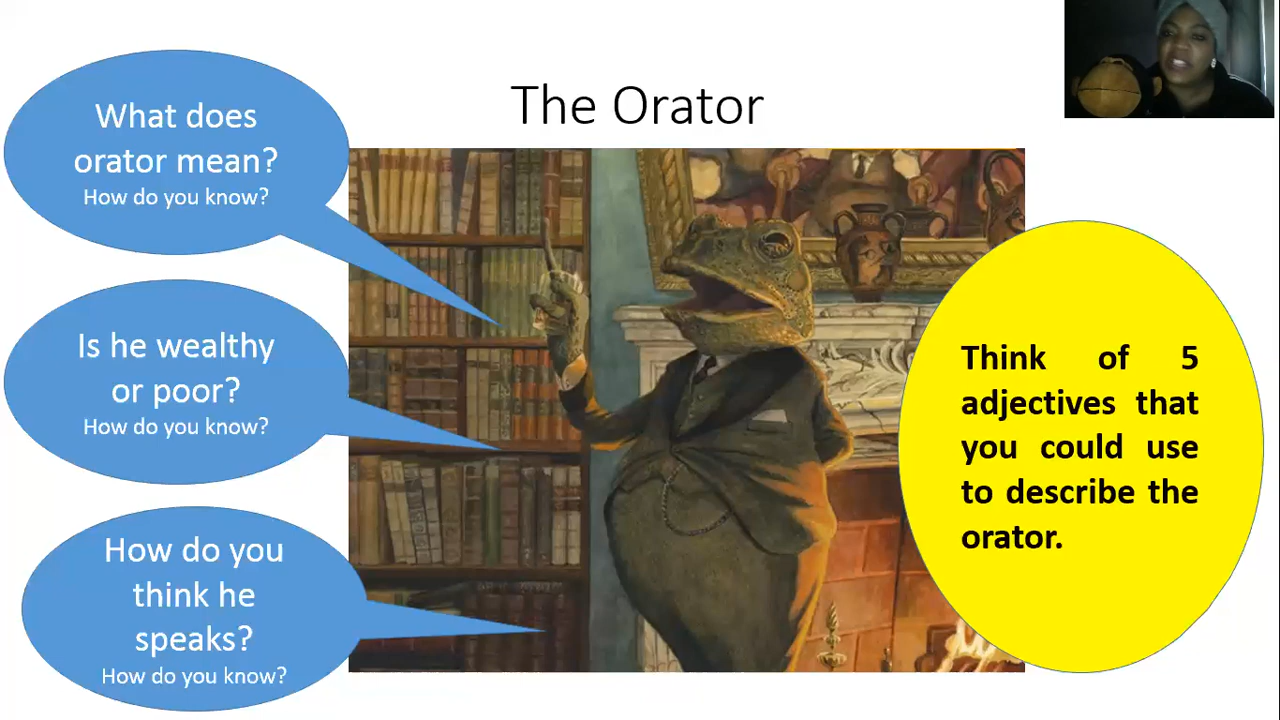 The Orator
What does
orator mean?
How do you know?
Is he wealthy
or poor?
How do you know?
How do you
think he
speaks?
How do you know?
Think of 5
adjectives that
you could use
to describe the
orator.